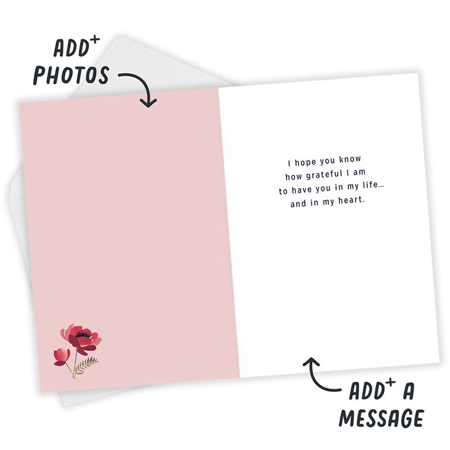 ADD+
PHOTOS
I hope you know
how grateful I am
to have you in my life…
and in my heart.
ADD+ A
MESSAGE